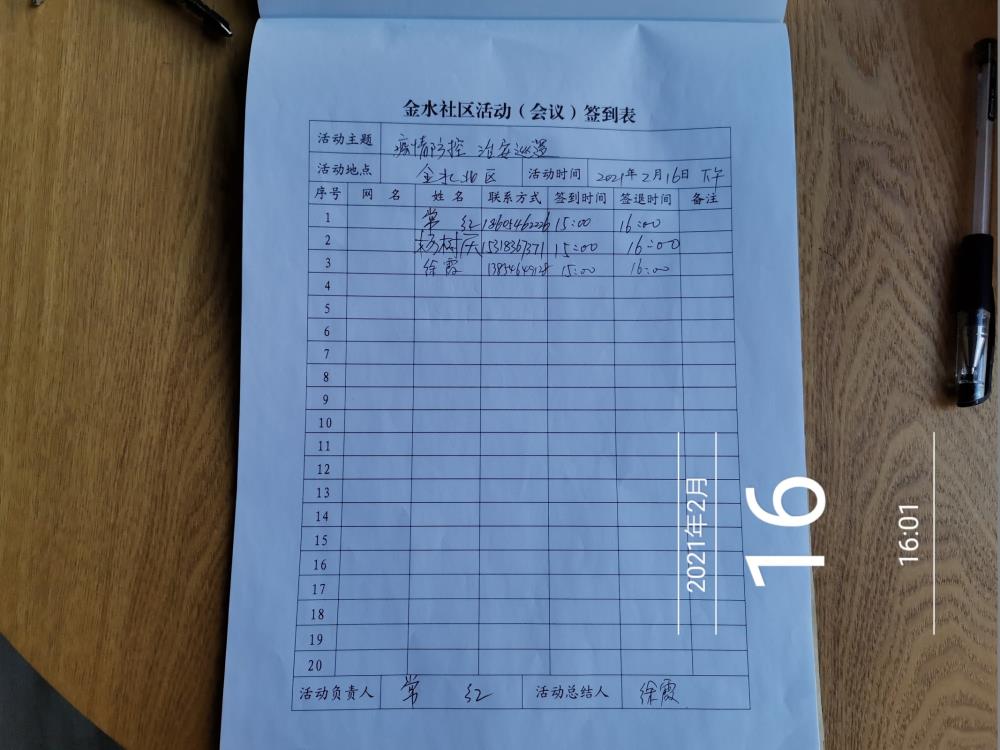 金水社区活动（会议）签到表
活动主题 疫情防控 治安巡逻
活动地点 金水北区 活动时间 2021年2月16日 下午
序号 网 名 姓 名 联系方式 签到时间 签退时间 备注
1 常 红 18605462226 15:00 16:00
2 杨树庆 15318367371 15:00 16:00
3 徐霞 15:00 16:00
4
5
6
7
8
9
10
11
12
13
14
15
16
17
18
19
20
活动负责人 常 红 活动总结人 徐霞
2021年2月
16
16:01